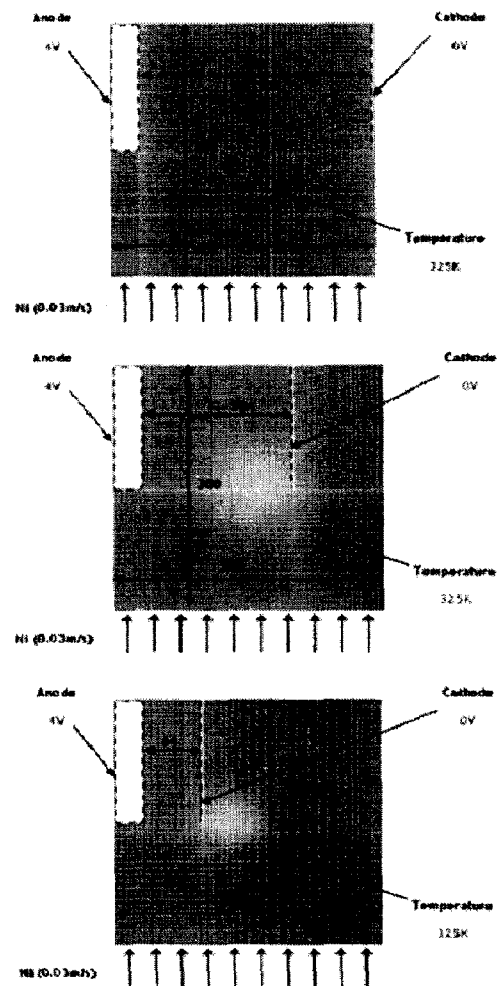 Anode
4V
Cathode
0V
Temperature
325K
Ni (0.03m/s)
Anode
4V
Cathode
0V
300
Temperature
325K
Ni (0.03m/s)
Anode
4V
Cathode
0V
Temperature
325K
Ni (0.03m/s)